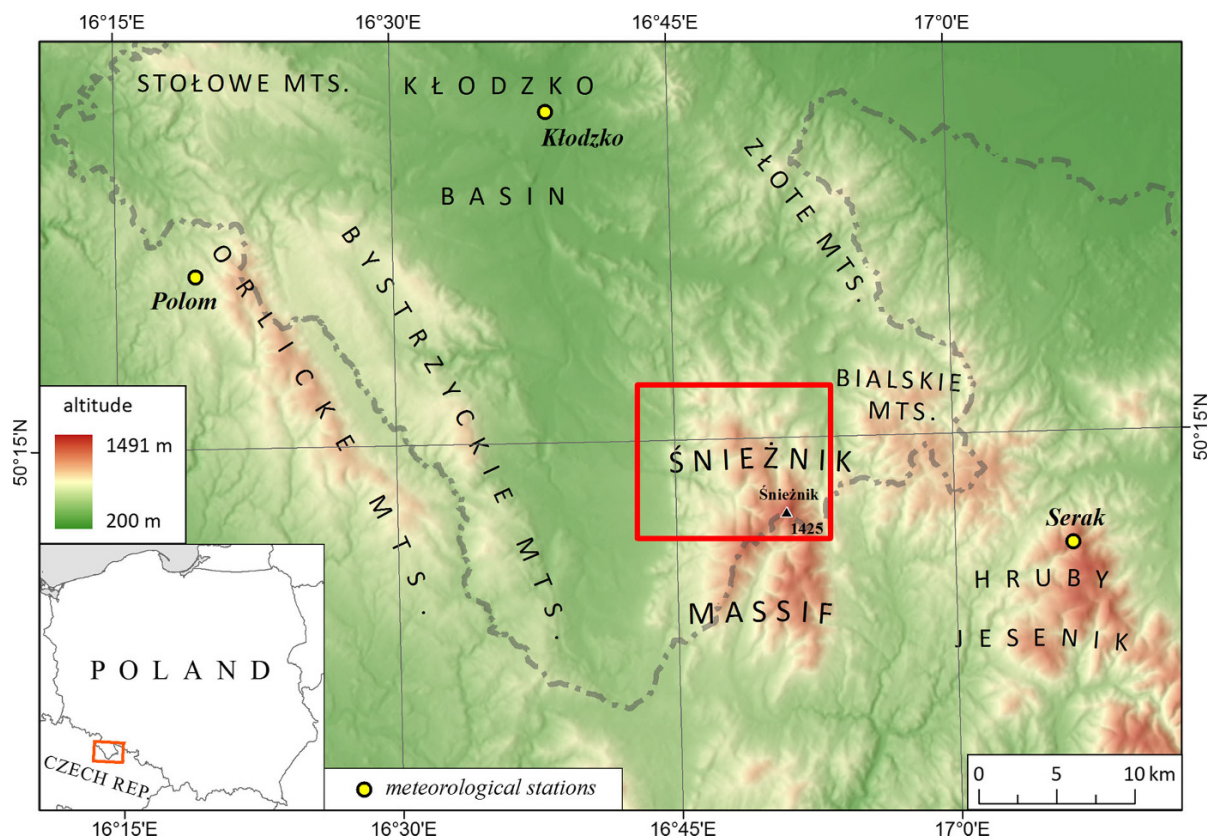 16°15'E 16°30'E 16°45'E 17°0'E
STOŁOWE MTS.
KŁODZKO
Kłodzko
BASIN
ZŁOTE MTS.
BYSTRZYCKIE MTS.
ORLICKE MTS.
Polom
BIALSKIE
MTS.
altitude
1491 m
200 m
50°15'N
50°15'N
ŚNIEŻNIK
Śnieżnik
1425
MASSIF
Serak
HRUBY
JESENIK
POLAND
CZECH REP.
meteorological stations
0 5 10 km
16°15'E 16°30'E 16°45'E 17°0'E